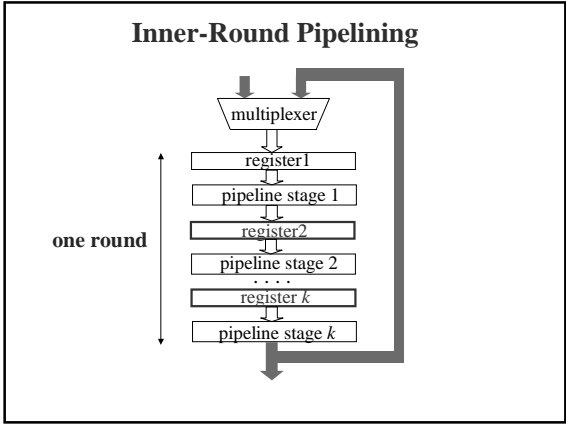 Inner-Round Pipelining
multiplexer
register1
pipeline stage 1
register2
one round
pipeline stage 2
. . . .
register k
pipeline stage k